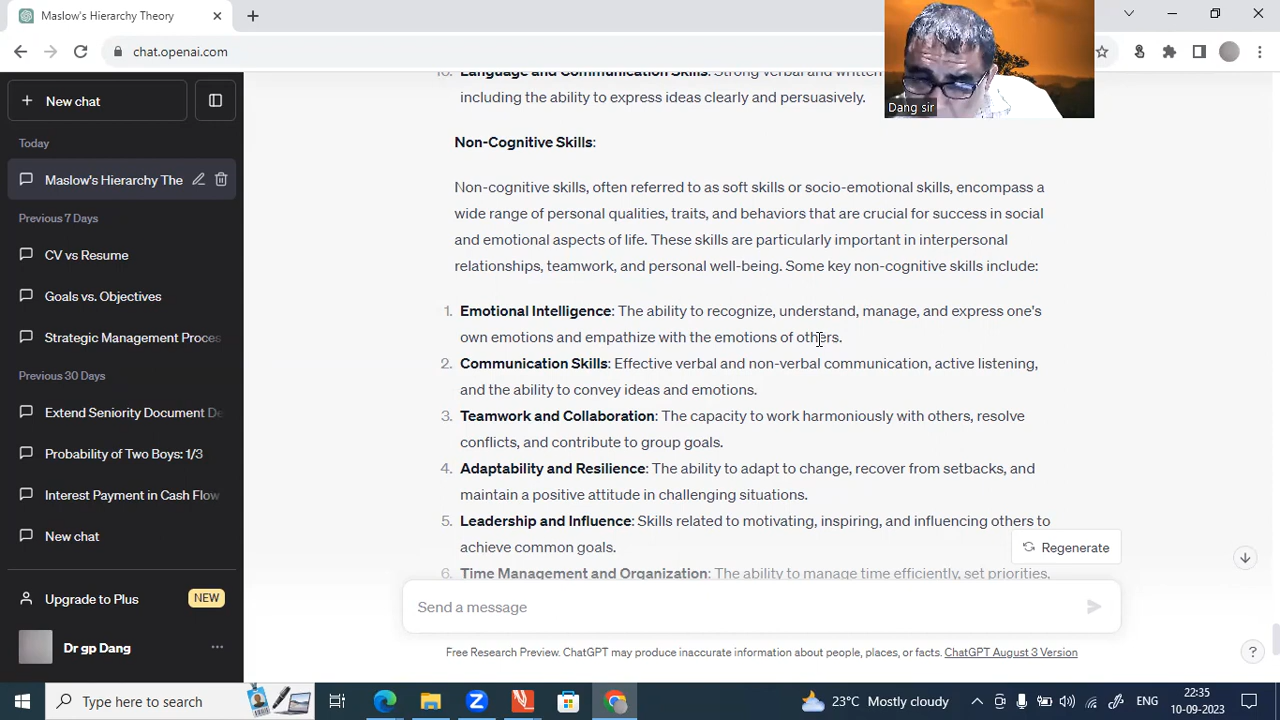 Maslow's Hierarchy Theory
chat.openai.com
New chat
Today
Maslow's Hierarchy The
Previous 7 Days
CV vs Resume
Goals vs. Objectives
Strategic Management Proces
Previous 30 Days
Extend Seniority Document De
Probability of Two Boys: 1/3
Interest Payment in Cash Flow
New chat
Upgrade to Plus NEW
Dr gp Dang
Language and Communication Skills: Strong verbal and written
including the ability to express ideas clearly and persuasively.
Dang sir
Non-Cognitive Skills:
Non-cognitive skills, often referred to as soft skills or socio-emotional skills, encompass a
wide range of personal qualities, traits, and behaviors that are crucial for success in social
and emotional aspects of life. These skills are particularly important in interpersonal
relationships, teamwork, and personal well-being. Some key non-cognitive skills include:
1. Emotional Intelligence: The ability to recognize, understand, manage, and express one's
own emotions and empathize with the emotions of others.
2. Communication Skills: Effective verbal and non-verbal communication, active listening,
and the ability to convey ideas and emotions.
3. Teamwork and Collaboration: The capacity to work harmoniously with others, resolve
conflicts, and contribute to group goals.
4. Adaptability and Resilience: The ability to adapt to change, recover from setbacks, and
maintain a positive attitude in challenging situations.
5. Leadership and Influence: Skills related to motivating, inspiring, and influencing others to
achieve common goals.
6. Time Management and Organization: The ability to manage time efficiently, set priorities,
Regenerate
Send a message
Free Research Preview. ChatGPT may produce inaccurate information about people, places, or facts. ChatGPT August 3 Version
?
Type here to search
23°C Mostly cloudy
ENG
22:35
10-09-2023